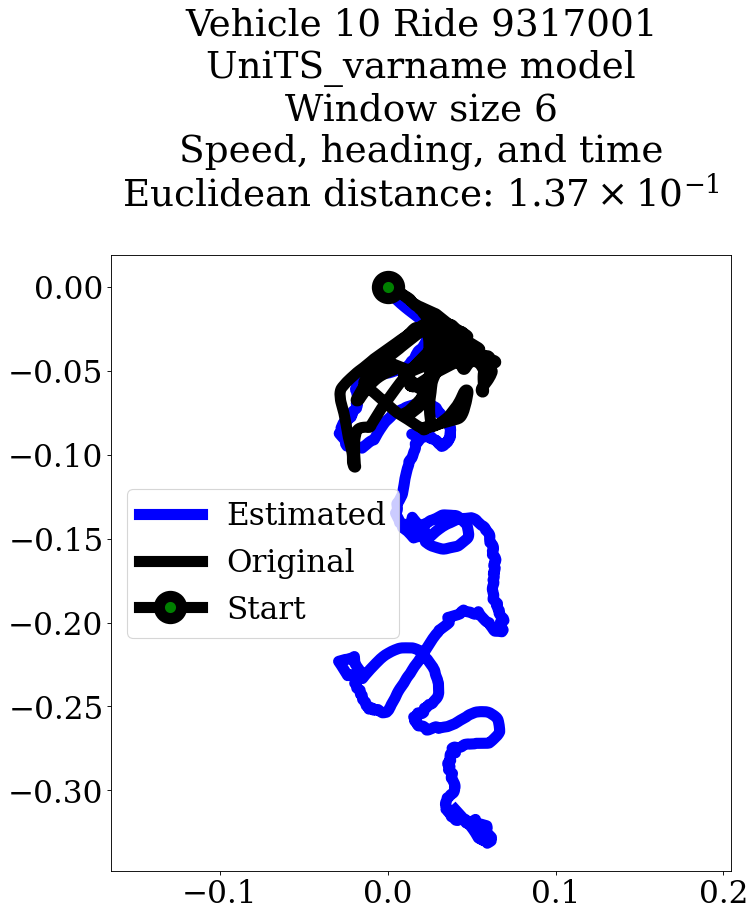 Vehicle 10 Ride 9317001
UniTS_varname model
Window size 6
Speed, heading, and time
Euclidean distance: 1.37 × 10⁻¹
0.00
−0.05
−0.10
−0.15
−0.20
−0.25
−0.30
Estimated
Original
Start
−0.1
0.0
0.1
0.2